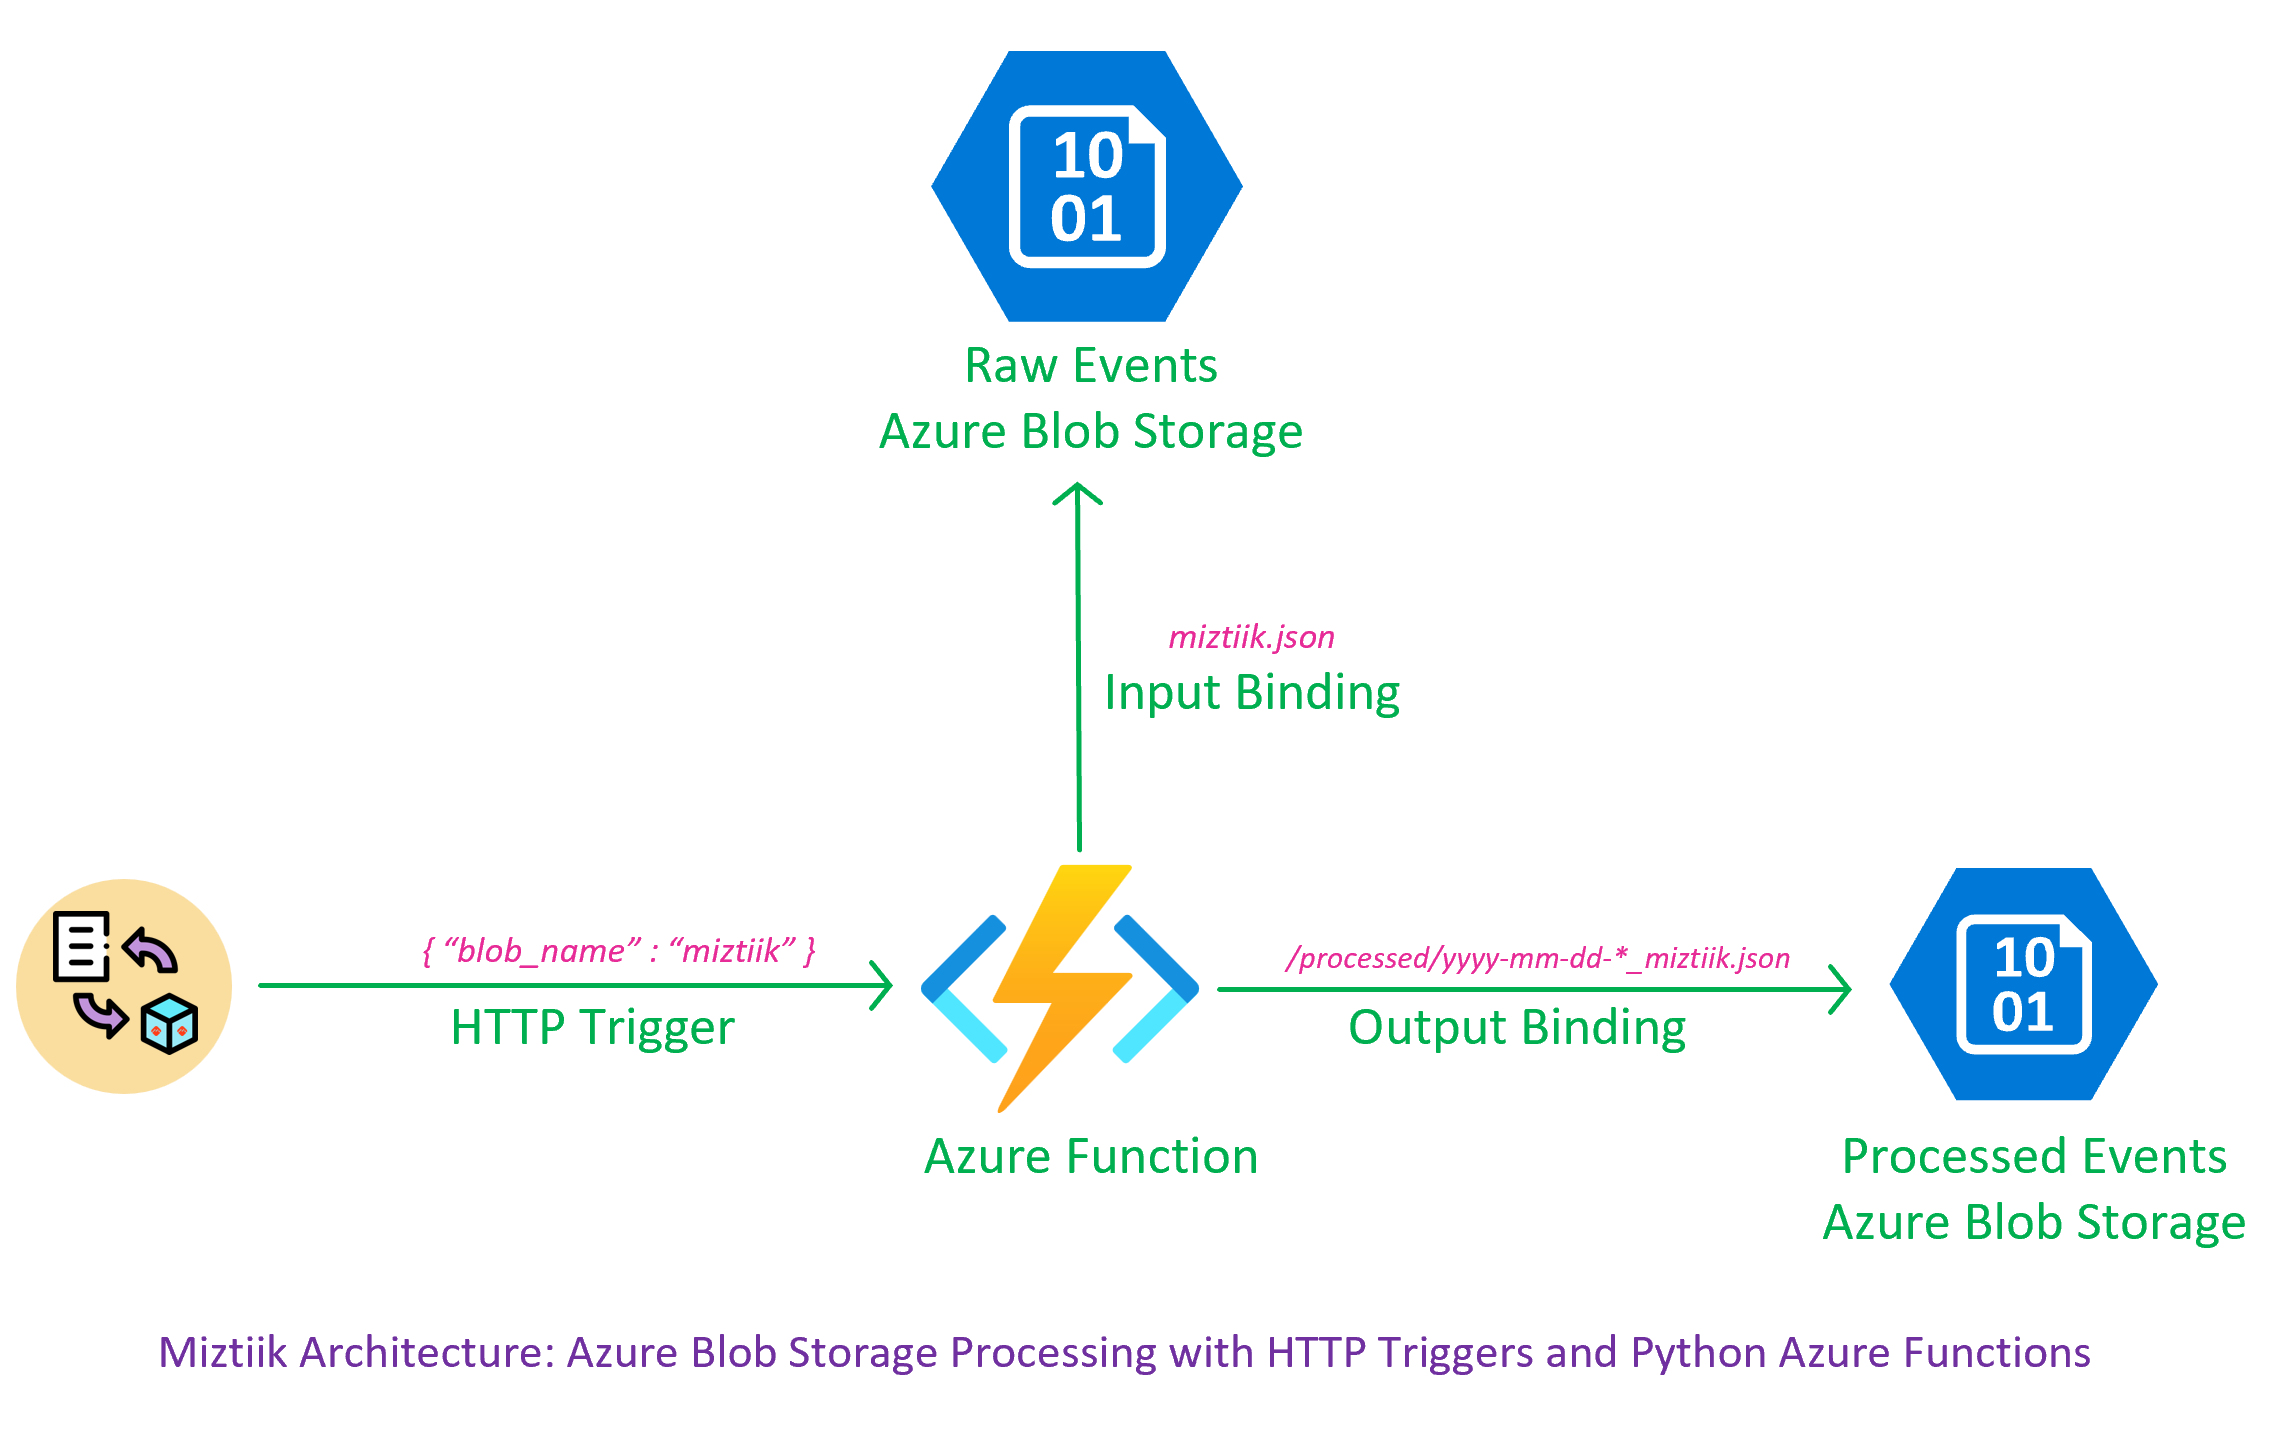 10
01
Raw Events
Azure Blob Storage
miztiik.json
Input Binding
{ “blob_name” : “miztiik” }
HTTP Trigger
/processed/yyyy-mm-dd-*_miztiik.json
Output Binding
10
01
Azure Function
Processed Events
Azure Blob Storage
Miztiik Architecture: Azure Blob Storage Processing with HTTP Triggers and Python Azure Functions